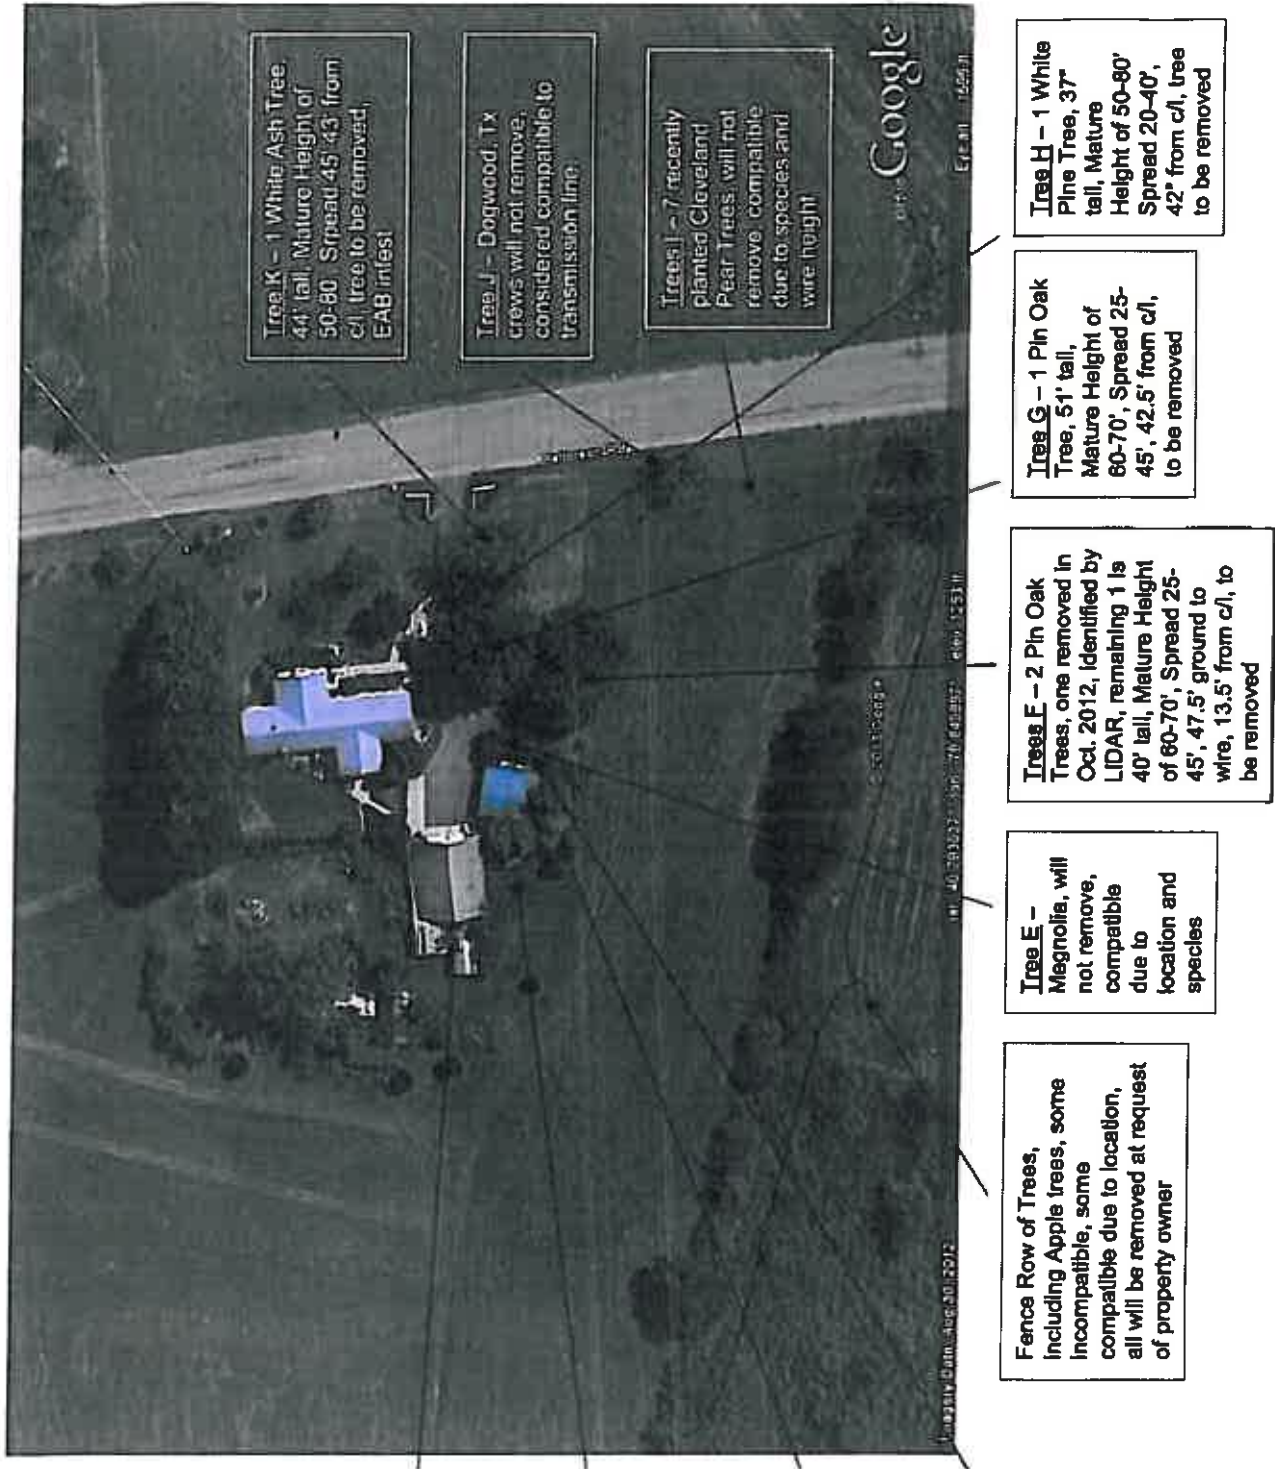 Tree K – 1 White Ash Tree
44' tall, Mature Height of
50-80 Srpead 45' 43' from
c/l, tree to be removed,
EAB infest
Tree J – Dogwood, Tx
crews will not remove,
considered compatible to
transmission line
Trees I – 7 recently
planted Cleveland
Pear Trees will not
remove compatible
due to species and
wire height
Google
Imagery Date: Aug 30, 2012
Fence Row of Trees,
including Apple trees, some
incompatible, some
compatible due to location,
all will be removed at request
of property owner
Tree E –
Magnolia, will
not remove,
compatible
due to
location and
species
Trees F – 2 Pin Oak
Trees, one removed in
Oct. 2012, identified by
LIDAR, remaining 1 is
40' tall, Mature Height
of 60-70', Spread 25-
45', 47.5' ground to
wire, 13.5' from c/l, to
be removed
Tree G – 1 Pin Oak
Tree, 51' tall,
Mature Height of
60-70', Spread 25-
45', 42.5' from c/l,
to be removed
Tree H – 1 White
Pine Tree, 37"
tall, Mature
Height of 50-80'
Spread 20-40',
42" from c/l, tree
to be removed